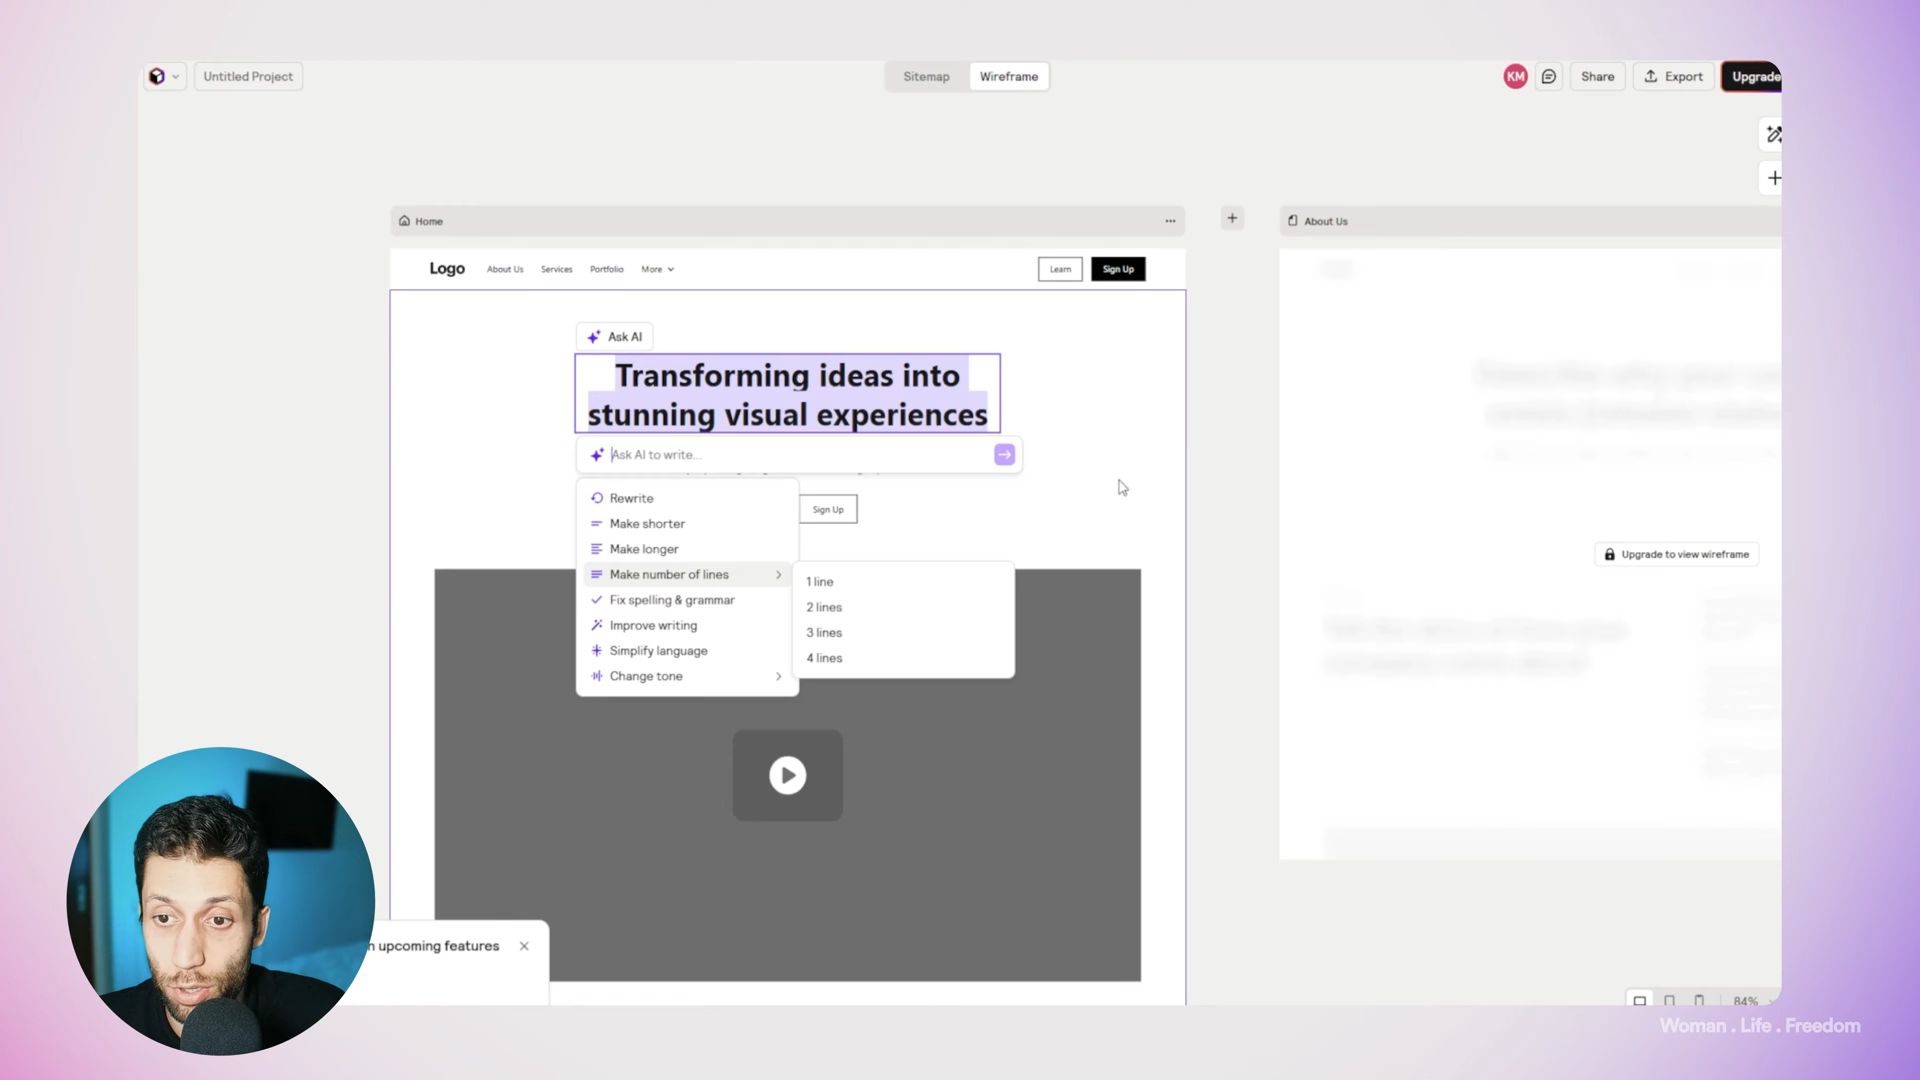 Untitled Project
Sitemap
Wireframe
KM
Share
Export
Upgrade
Home
About Us
Logo
About Us
Services
Portfolio
More
Learn
Sign Up
Ask AI
Transforming ideas into
stunning visual experiences
Ask AI to write...
Rewrite
Sign Up
Make shorter
Make longer
Make number of lines
Fix spelling & grammar
Improve writing
Simplify language
Change tone
1 line
2 lines
3 lines
4 lines
Upgrade to view wireframe
upcoming features
84%
Woman . Life . Freedom